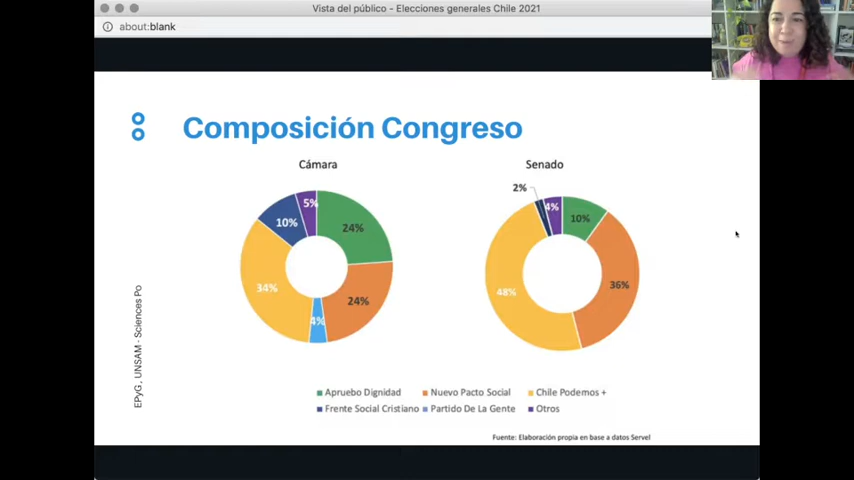 Vista del público - Elecciones generales Chile 2021
about:blank
Composición Congreso
Cámara
Senado
5%
24%
10%
34%
24%
4%
2%
4%
10%
48%
36%
EPyG, UNSAM - Sciences Po
Apruebo Dignidad
Nuevo Pacto Social
Chile Podemos +
Frente Social Cristiano
Partido De La Gente
Otros
Fuente: Elaboración propia en base a datos Servel